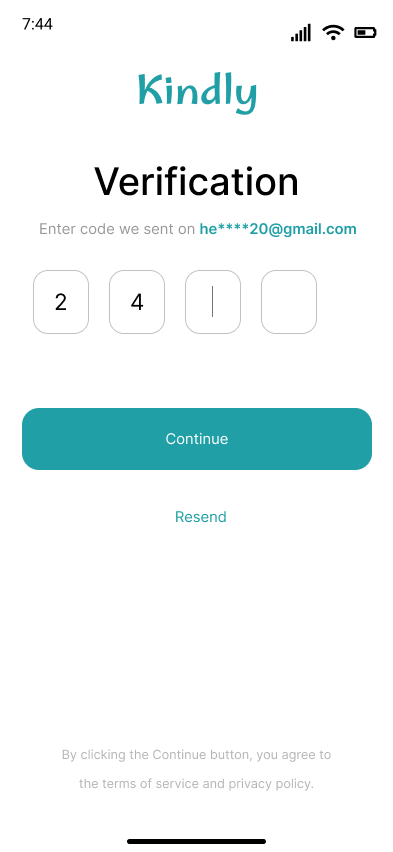 7:44
Kindly
Verification
Enter code we sent on he****20@gmail.com
2 4
Continue
Resend
By clicking the Continue button, you agree to
the terms of service and privacy policy.